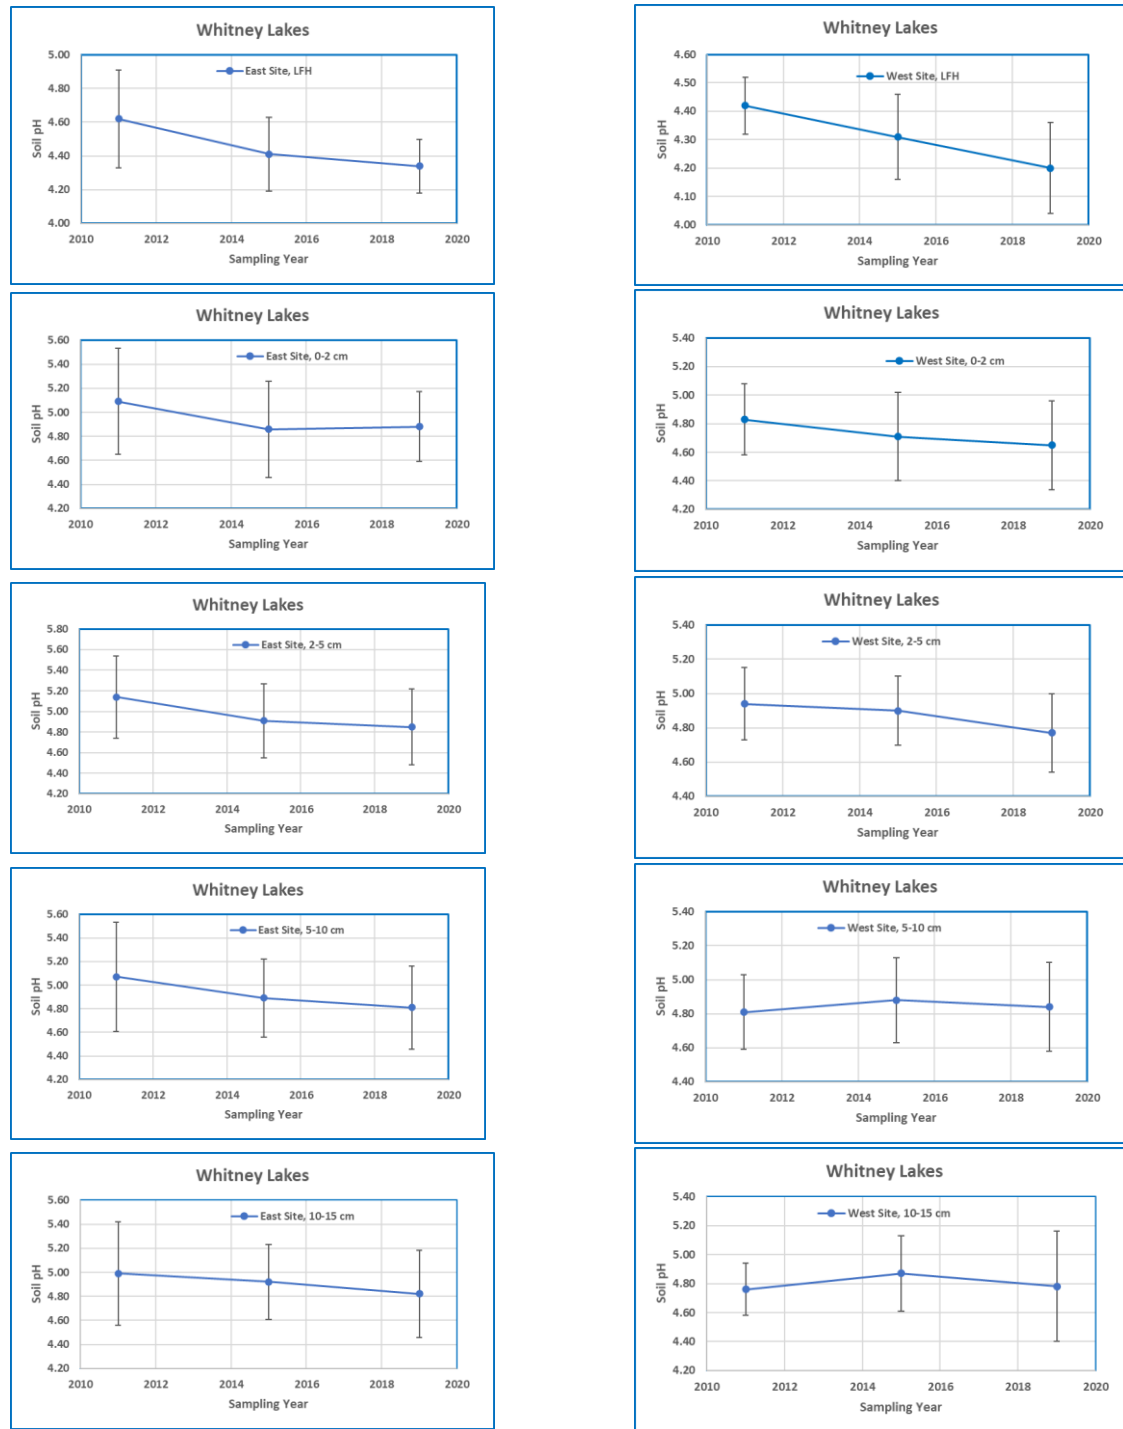 Whitney Lakes
East Site, LFH
Soil pH
5.00
4.80
4.60
4.40
4.20
4.00
2010 2012 2014 2016 2018 2020
Sampling Year
Whitney Lakes
West Site, LFH
Soil pH
4.60
4.50
4.40
4.30
4.20
4.10
4.00
2010 2012 2014 2016 2018 2020
Sampling Year
Whitney Lakes
East Site, 0-2 cm
Soil pH
5.60
5.40
5.20
5.00
4.80
4.60
4.40
4.20
2010 2012 2014 2016 2018 2020
Sampling Year
Whitney Lakes
West Site, 0-2 cm
Soil pH
5.40
5.20
5.00
4.80
4.60
4.40
4.20
2010 2012 2014 2016 2018 2020
Sampling Year
Whitney Lakes
East Site, 2-5 cm
Soil pH
5.80
5.60
5.40
5.20
5.00
4.80
4.60
4.40
4.20
2010 2012 2014 2016 2018 2020
Sampling Year
Whitney Lakes
West Site, 2-5 cm
Soil pH
5.40
5.20
5.00
4.80
4.60
4.40
2010 2012 2014 2016 2018 2020
Sampling Year
Whitney Lakes
East Site, 5-10 cm
Soil pH
5.60
5.40
5.20
5.00
4.80
4.60
4.40
4.20
2010 2012 2014 2016 2018 2020
Sampling Year
Whitney Lakes
West Site, 5-10 cm
Soil pH
5.40
5.20
5.00
4.80
4.60
4.40
2010 2012 2014 2016 2018 2020
Sampling Year
Whitney Lakes
East Site, 10-15 cm
Soil pH
5.60
5.40
5.20
5.00
4.80
4.60
4.40
4.20
2010 2012 2014 2016 2018 2020
Sampling Year
Whitney Lakes
West Site, 10-15 cm
Soil pH
5.40
5.20
5.00
4.80
4.60
4.40
4.20
2010 2012 2014 2016 2018 2020
Sampling Year